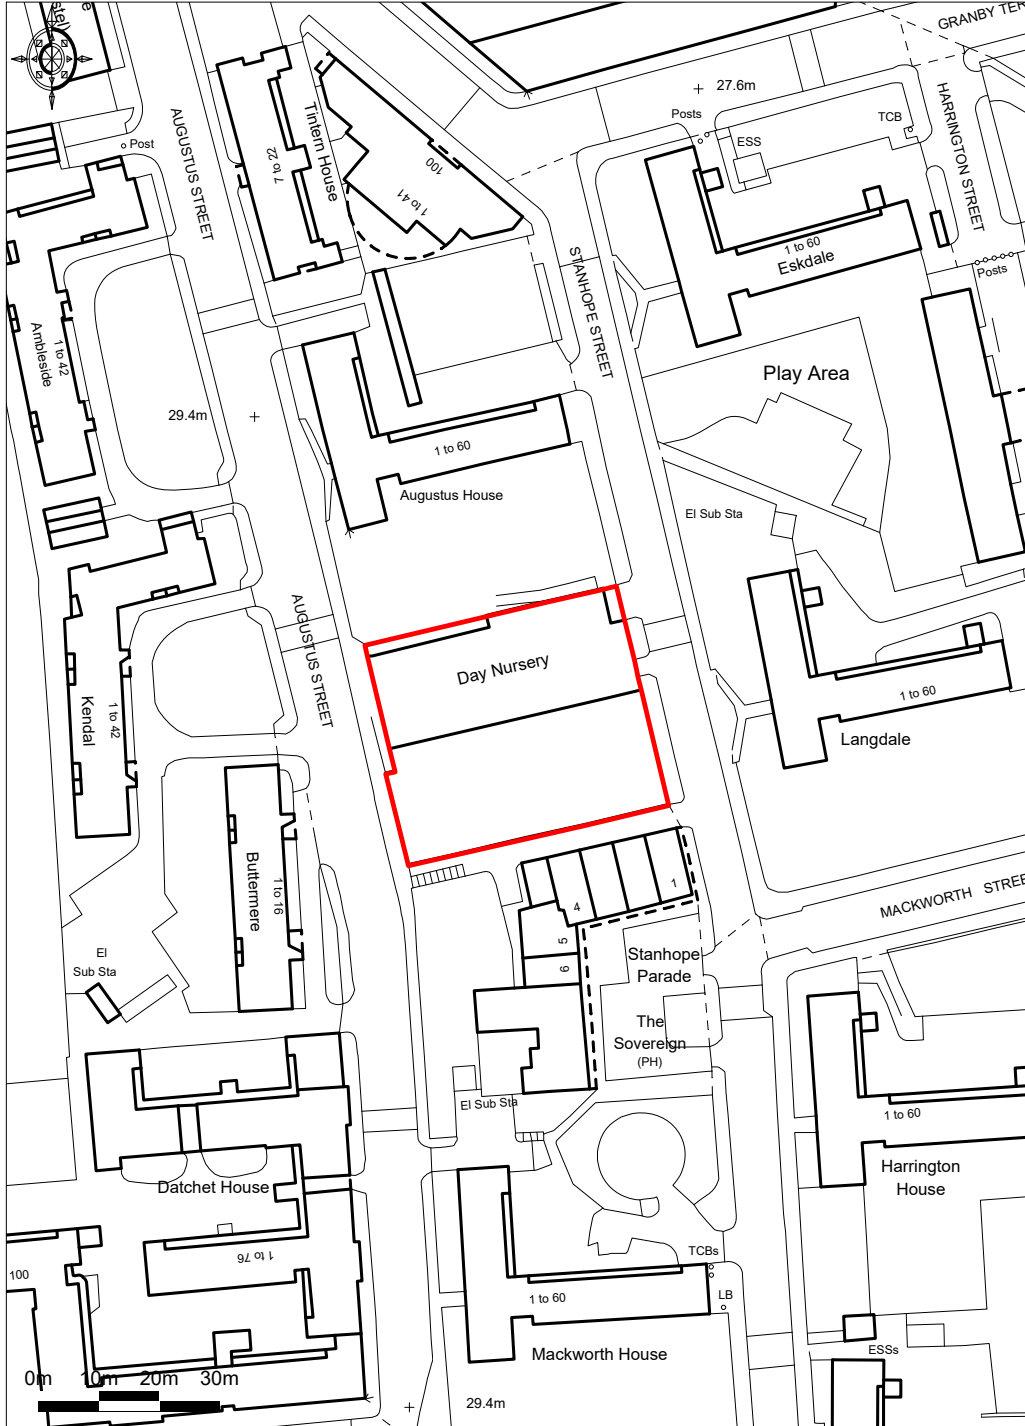 e
stel)
GRANBY TER
27.6m
Posts
TCB
ESS
HARRINGTON STREET
AUGUSTUS STREET
Post
7 to 22
Tintern House
100
1 to 41
1 to 60
Eskdale
Posts
STANHOPE STREET
Ambleside
1 to 42
Play Area
29.4m
1 to 60
Augustus House
El Sub Sta
AUGUSTUS STREET
Day Nursery
Kendal
1 to 42
1 to 60
Langdale
Buttermere
1 to 16
1
4
5
6
MACKWORTH STREE
El
Sub Sta
Stanhope
Parade
The
Sovereign
(PH)
El Sub Sta
1 to 60
Harrington
House
Datchet House
1 to 76
100
TCBs
LB
1 to 60
Mackworth House
ESSs
0m 10m 20m 30m
29.4m